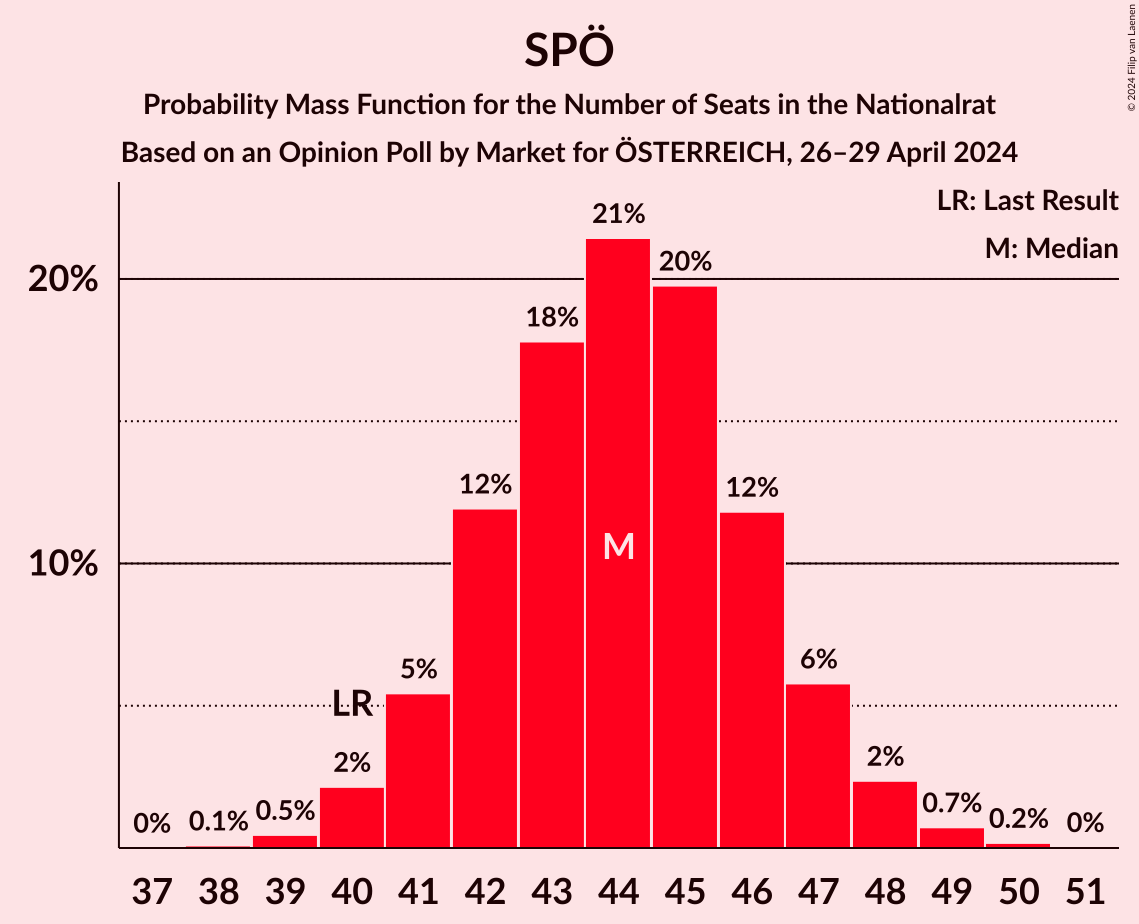 SPÖ
Probability Mass Function for the Number of Seats in the Nationalrat
Based on an Opinion Poll by Market for ÖSTERREICH, 26–29 April 2024
© 2024 Filip van Laenen
LR: Last Result
M: Median
20%
10%
0%
0.1%
0.5%
2%
LR
5%
12%
18%
21%
M
20%
12%
6%
2%
0.7%
0.2%
0%
37 38 39 40 41 42 43 44 45 46 47 48 49 50 51